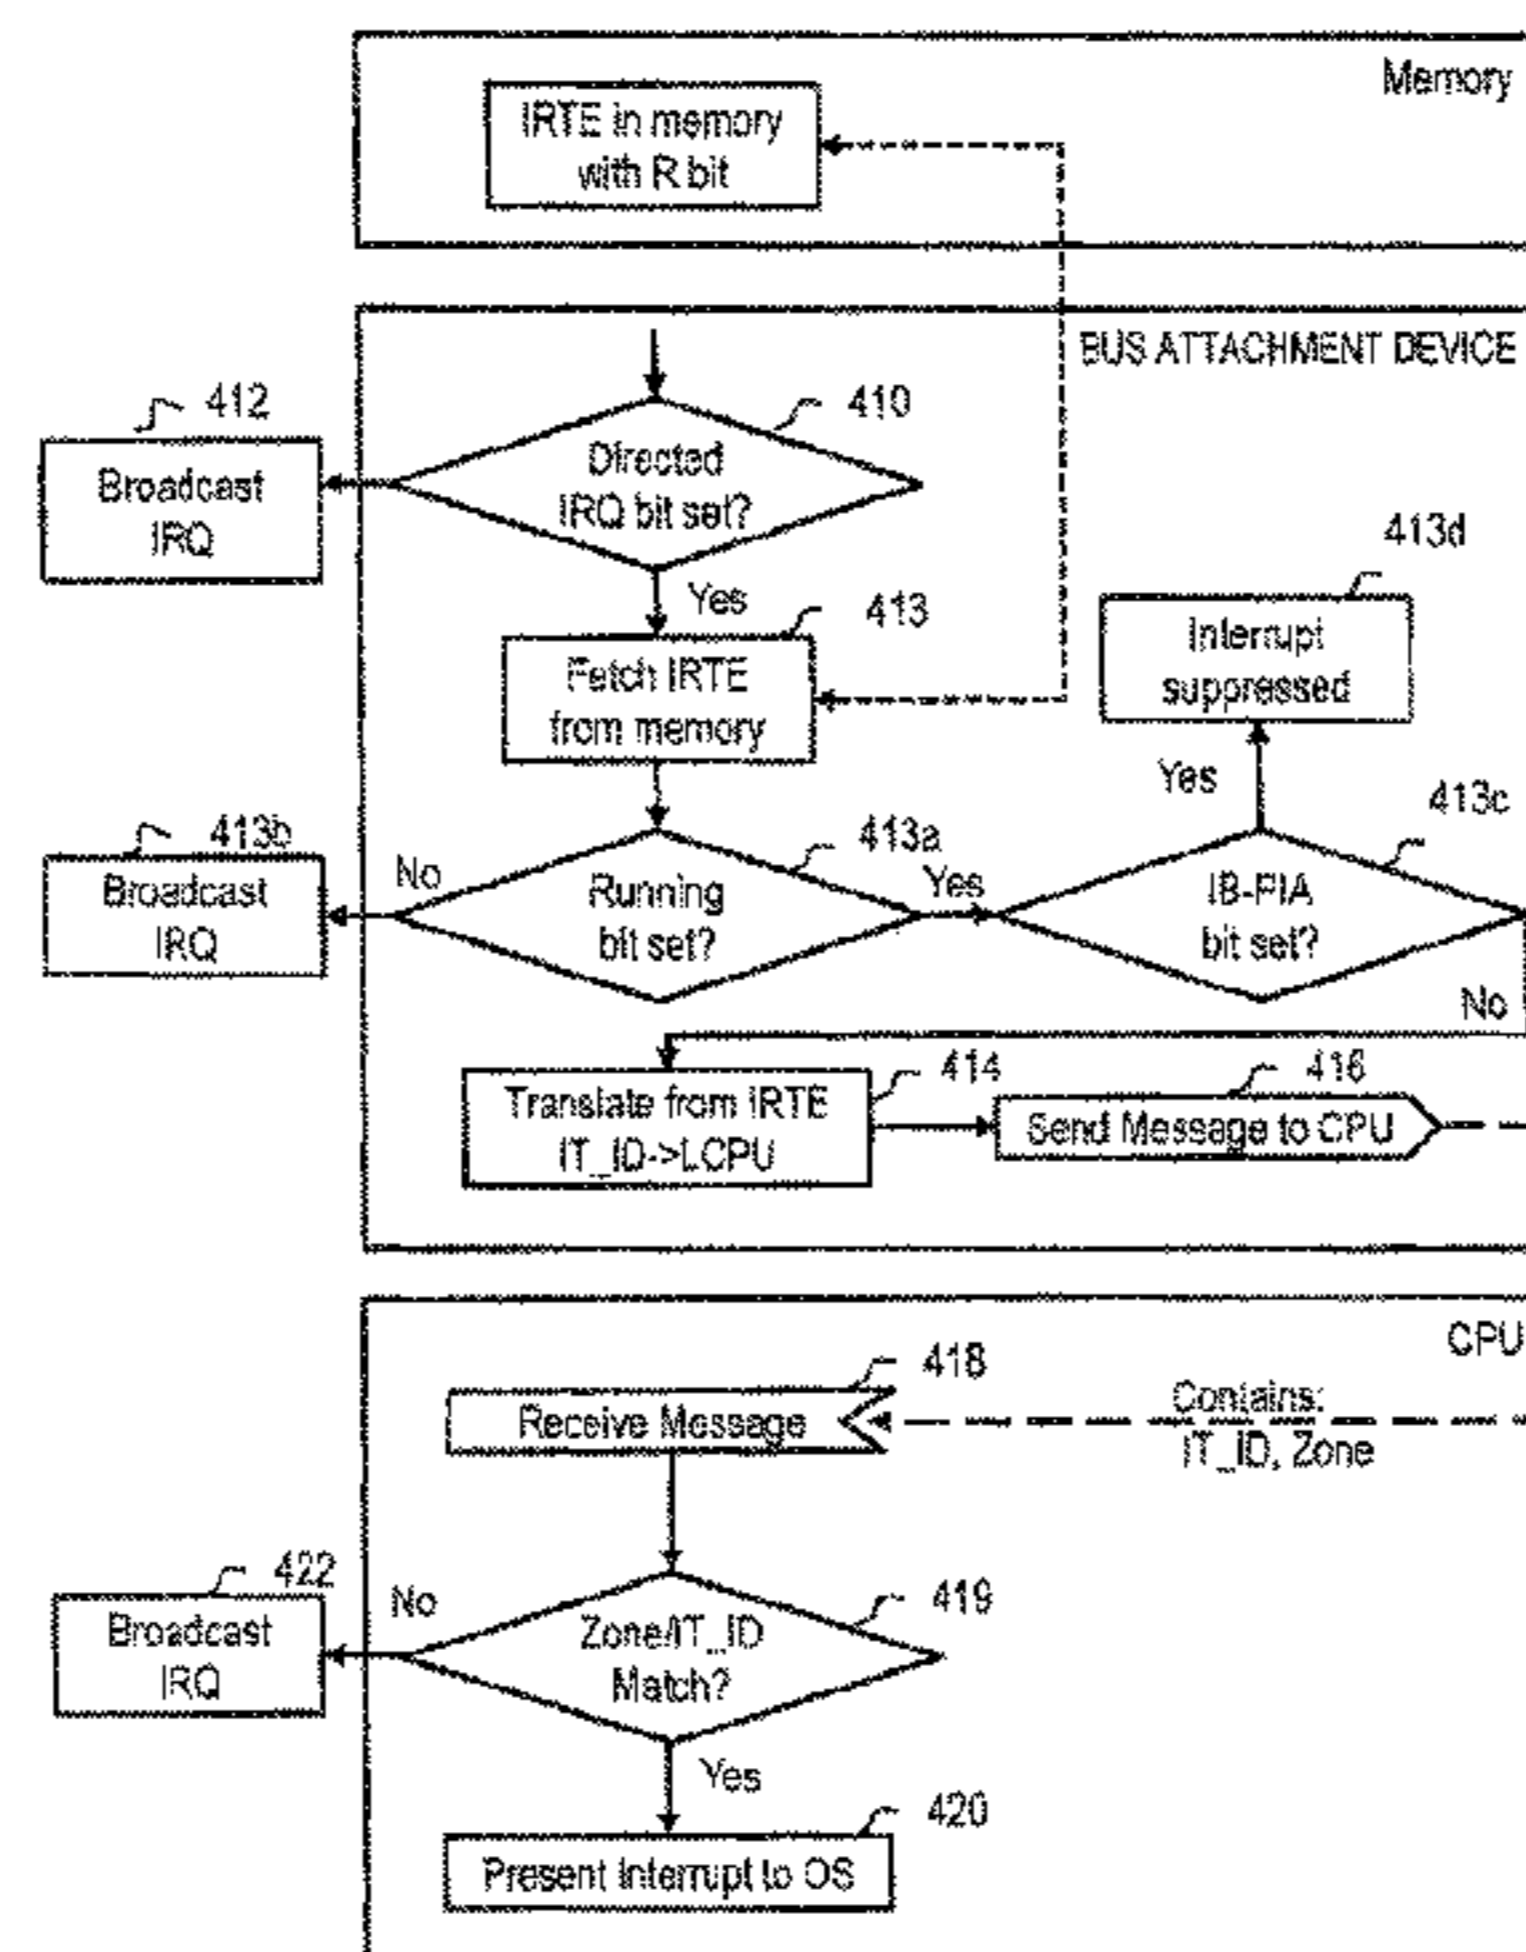 Memory
IRTE in memory
with R bit
BUS ATTACHMENT DEVICE
412
410
Broadcast
IRQ
Directed
IRQ bit set?
413d
Yes
413
Interrupt
suppressed
Fetch IRTE
from memory
Yes
413c
413b
413a
No
Yes
Broadcast
IRQ
Running
bit set?
IB-PIA
bit set?
No
414
416
Translate from IRTE
IT_ID->LCPU
Send Message to CPU
CPU
418
Receive Message
Contains:
IT_ID, Zone
422
No
419
Broadcast
IRQ
Zone/IT_ID
Match?
Yes
420
Present Interrupt to OS